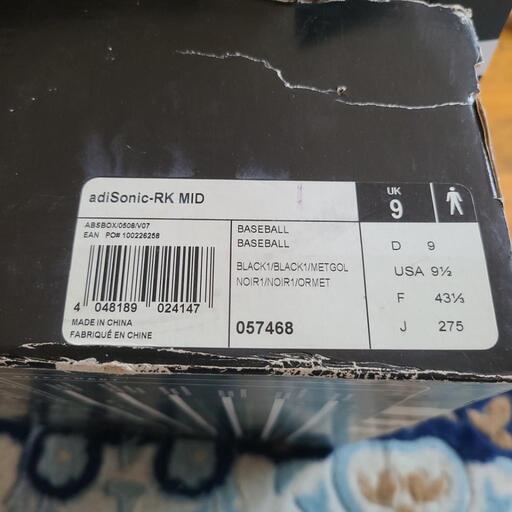 adiSonic-RK MID
UK
9
ABSBOX/0508/V07
EAN PO# 100226258
BASEBALL
BASEBALL
D 9
BLACK1/BLACK1/METGOL
NOIR1/NOIR1/ORMET
USA 9½
4 048189 024147
F 43⅓
MADE IN CHINA
FABRIQUÉ EN CHINE
057468
J 275